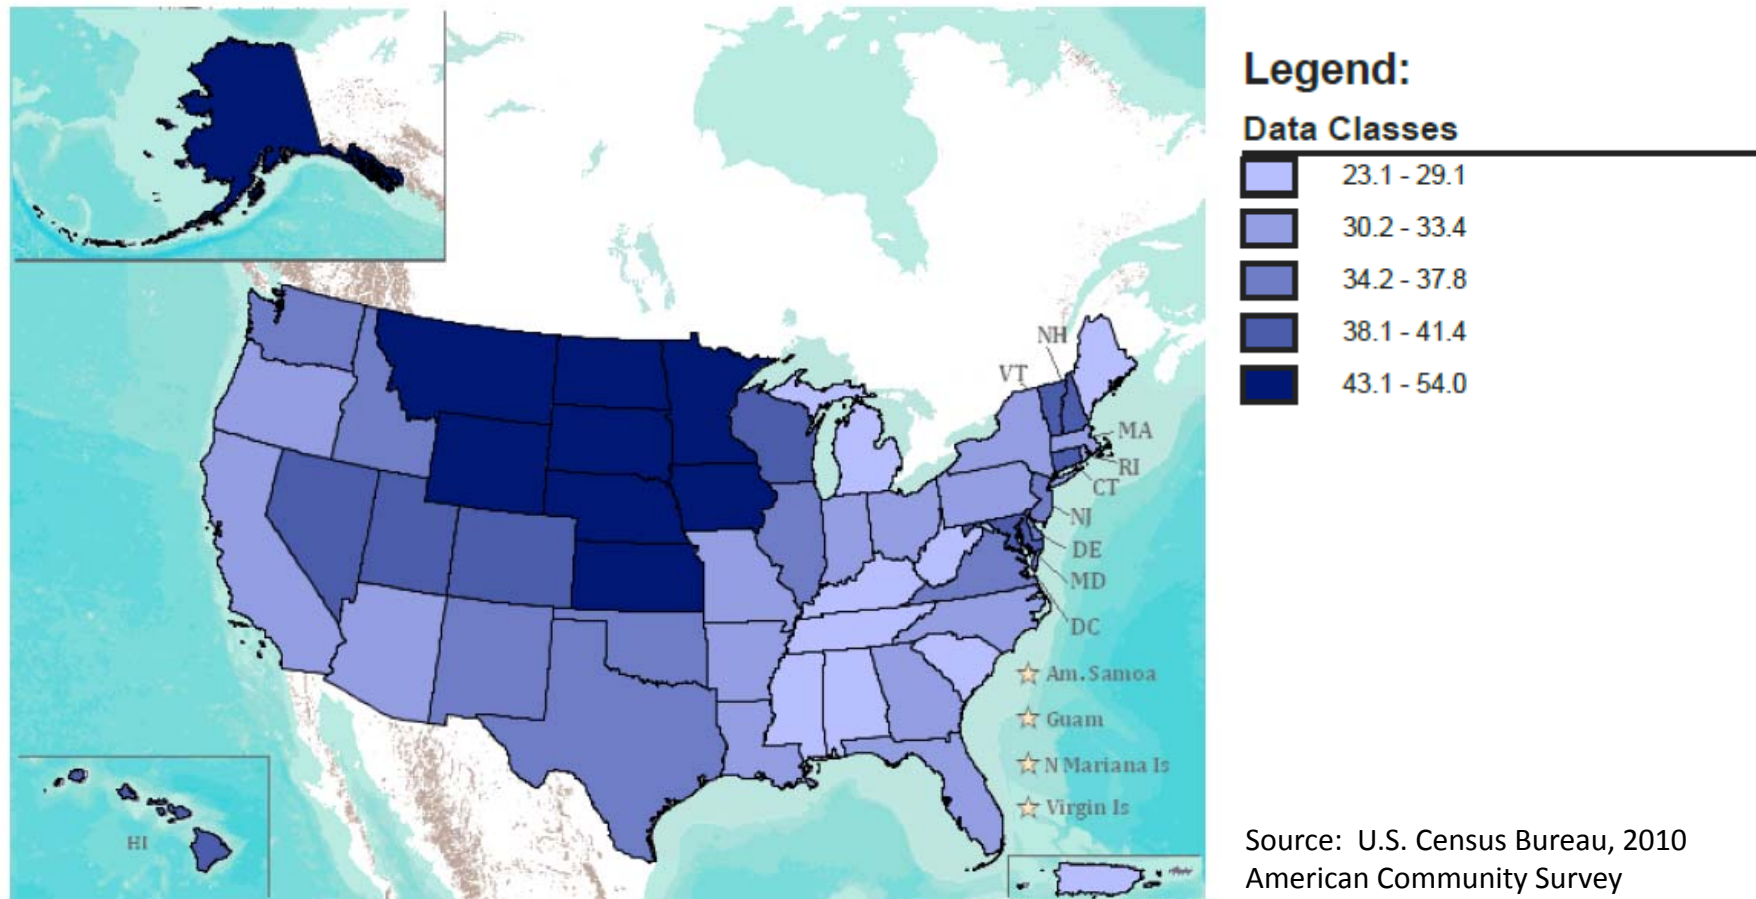 Legend:
Data Classes
23.1 - 29.1
30.2 - 33.4
34.2 - 37.8
38.1 - 41.4
43.1 - 54.0
NH
VT
MA
RI
CT
NJ
DE
MD
DC
Am. Samoa
Guam
N Mariana Is
Virgin Is
HI
Source: U.S. Census Bureau, 2010
American Community Survey